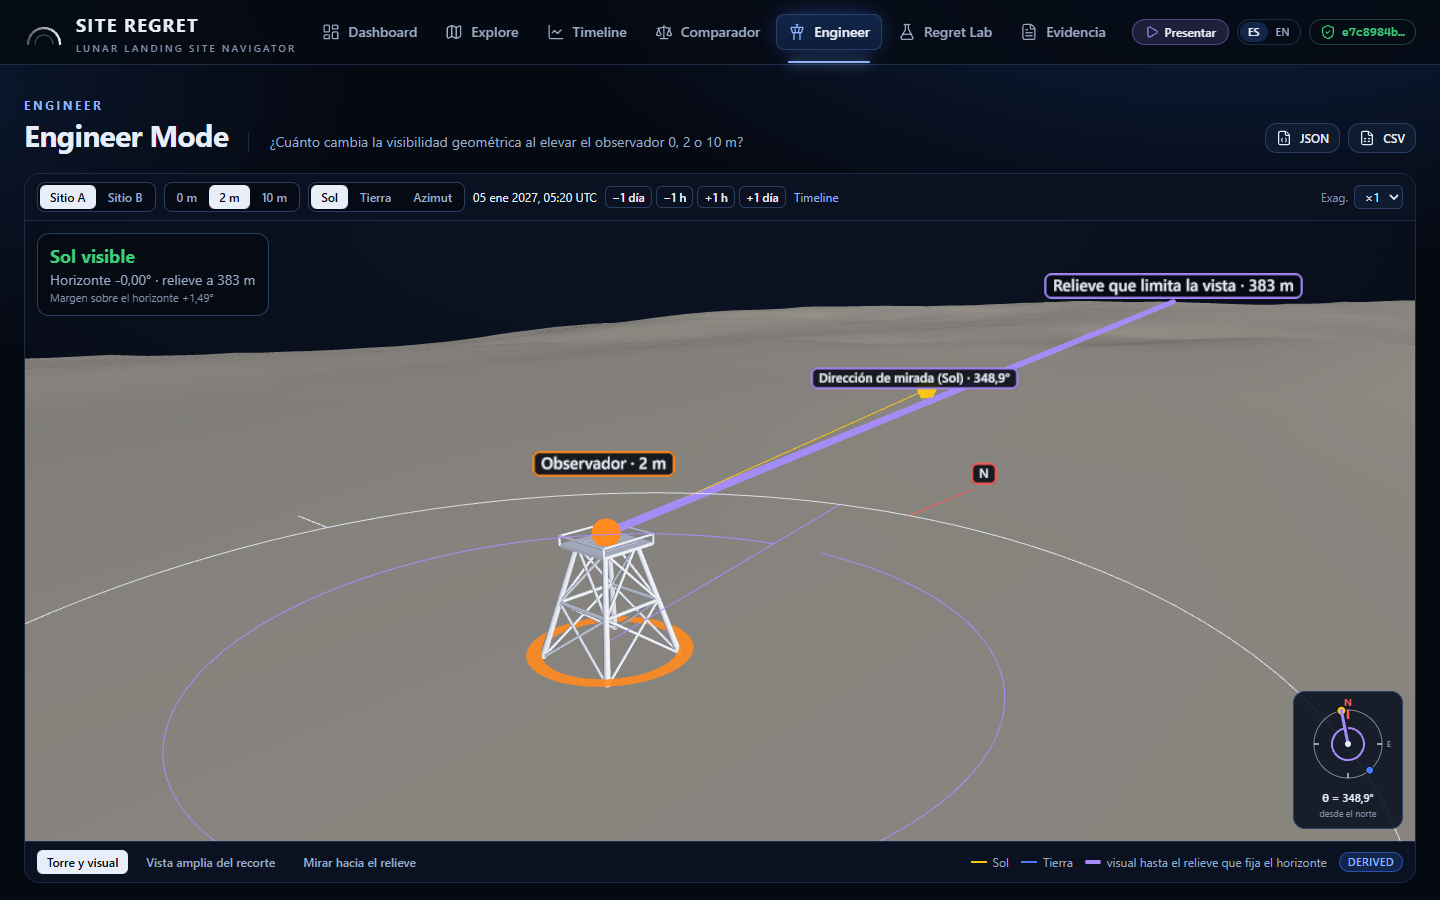 SITE REGRET
LUNAR LANDING SITE NAVIGATOR
Dashboard
Explore
Timeline
Comparador
Engineer
Regret Lab
Evidencia
Presentar
ES
EN
e7c8984b…
ENGINEER
Engineer Mode
¿Cuánto cambia la visibilidad geométrica al elevar el observador 0, 2 o 10 m?
JSON
CSV
Sitio A
Sitio B
0 m
2 m
10 m
Sol
Tierra
Azimut
05 ene 2027, 05:20 UTC
−1 día
−1 h
+1 h
+1 día
Timeline
Exag.
×1
Sol visible
Horizonte -0,00° · relieve a 383 m
Margen sobre el horizonte +1,49°
Relieve que limita la vista · 383 m
Dirección de mirada (Sol) · 348,9°
Observador · 2 m
N
N
E
θ = 348,9°
desde el norte
Torre y visual
Vista amplia del recorte
Mirar hacia el relieve
Sol
Tierra
visual hasta el relieve que fija el horizonte
DERIVED